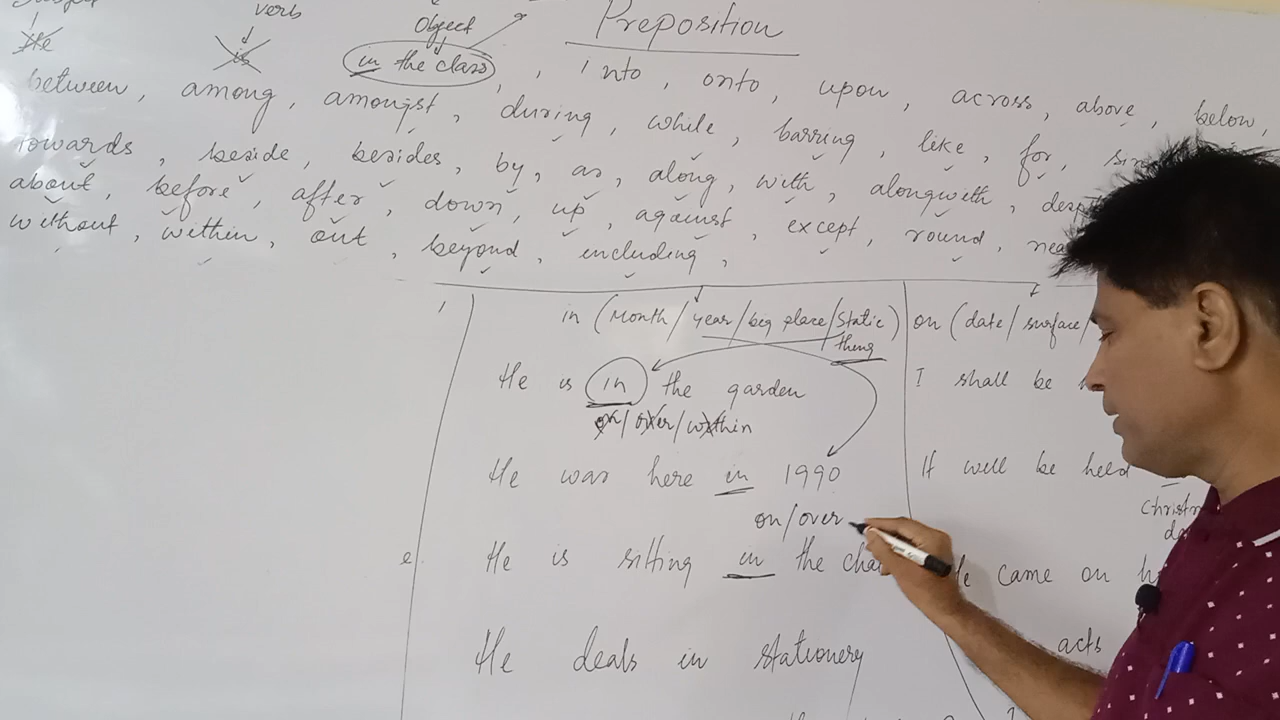 verb
Object
Preposition
He
is
in the class, into, onto, upon, across, above, below,
between, among, amongst, during, while, barring, like, for,
towards, beside, besides, by, as, along, with, alongwith,
about, before, after, down, up, against, except, round,
without, within, out, beyond, including,
in (Month/year/big place/static thing)
on (date/surface/
He is in the garden
I shall be
on/over/within
He was here in 1990
It will be held
on/over
He is sitting in the
came on
He deals in stationery
acts